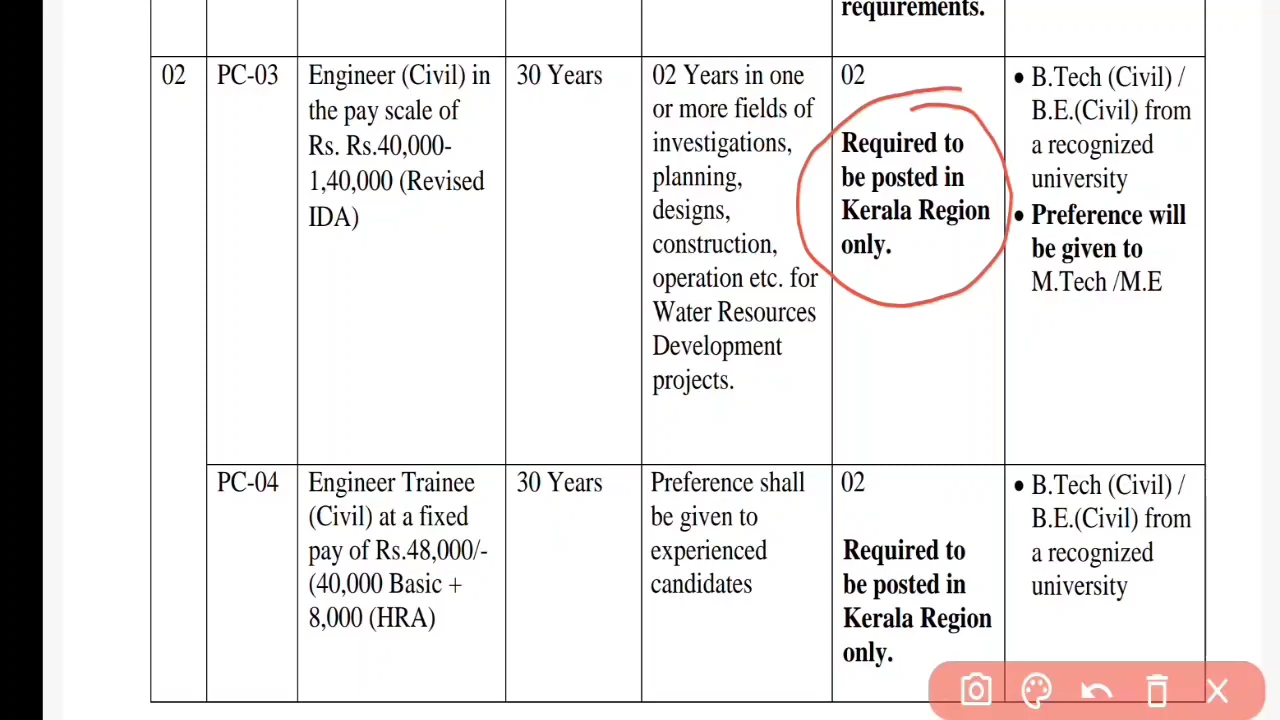 requirements.
02
PC-03
Engineer (Civil) in
the pay scale of
Rs. Rs.40,000-
1,40,000 (Revised
IDA)
30 Years
02 Years in one
or more fields of
investigations,
planning,
designs,
construction,
operation etc. for
Water Resources
Development
projects.
02
Required to
be posted in
Kerala Region
only.
• B.Tech (Civil) /
B.E.(Civil) from
a recognized
university
• Preference will
be given to
M.Tech /M.E
PC-04
Engineer Trainee
(Civil) at a fixed
pay of Rs.48,000/-
(40,000 Basic +
8,000 (HRA)
30 Years
Preference shall
be given to
experienced
candidates
02
Required to
be posted in
Kerala Region
only.
• B.Tech (Civil) /
B.E.(Civil) from
a recognized
university